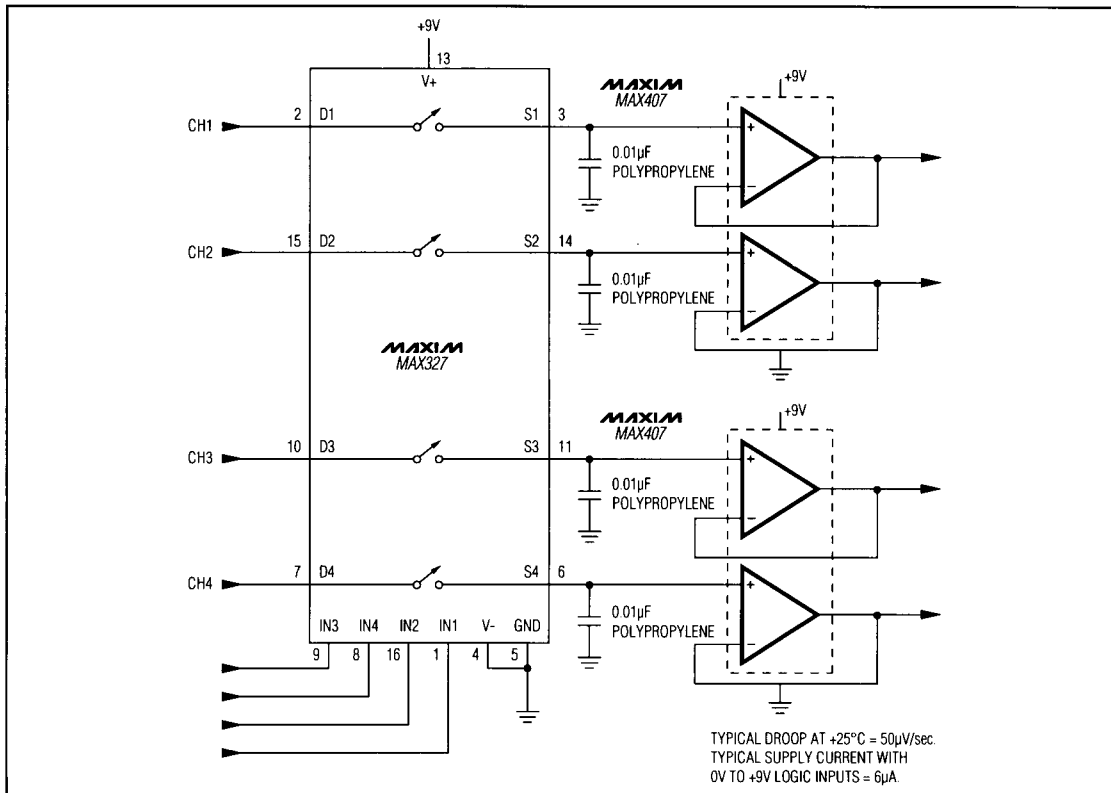 +9V
13
V+
CH1
2
D1
S1
3
MAXIM
MAX407
+9V
+
−
0.01µF
POLYPROPYLENE
CH2
15
D2
S2
14
+
−
0.01µF
POLYPROPYLENE
MAXIM
MAX327
CH3
10
D3
S3
11
MAXIM
MAX407
+9V
+
−
0.01µF
POLYPROPYLENE
CH4
7
D4
S4
6
+
−
0.01µF
POLYPROPYLENE
IN3 IN4 IN2 IN1 V- GND
9 8 16 1 4 5
TYPICAL DROOP AT +25°C = 50µV/sec.
TYPICAL SUPPLY CURRENT WITH
0V TO +9V LOGIC INPUTS = 6µA.